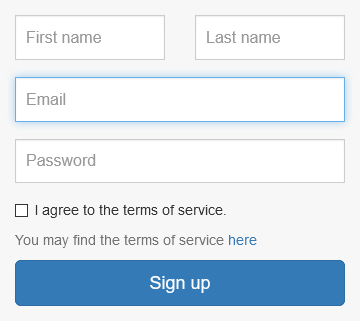 First name
Last name
Email
Password
I agree to the terms of service.
You may find the terms of service here
Sign up